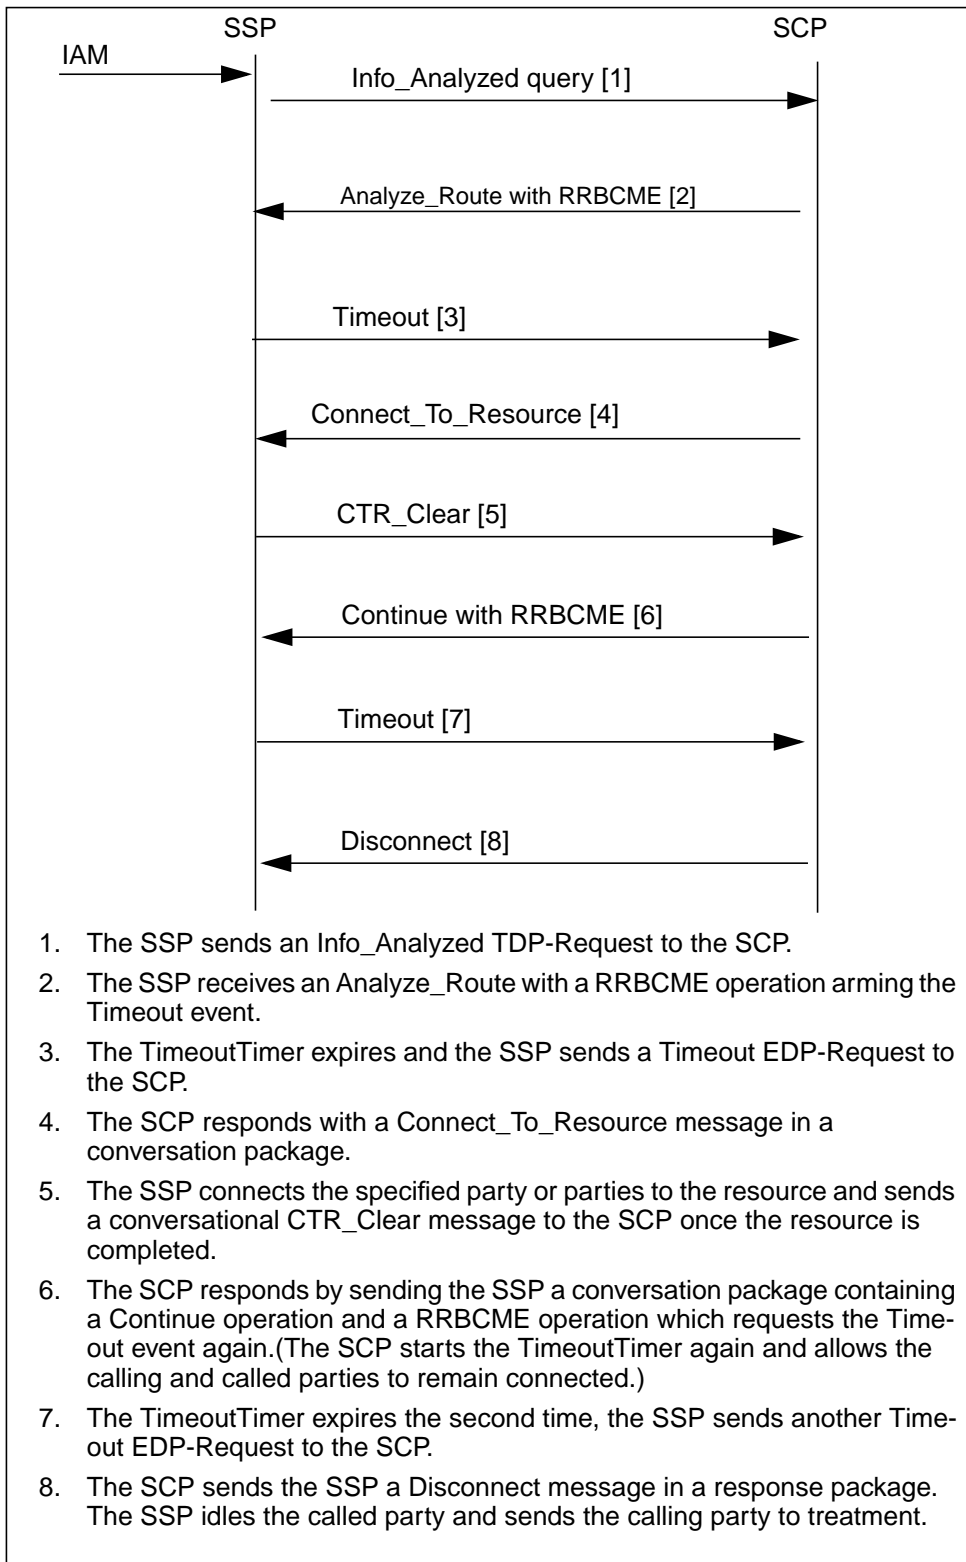 SSP SCP
IAM
Info_Analyzed query [1]
Analyze_Route with RRBCME [2]
Timeout [3]
Connect_To_Resource [4]
CTR_Clear [5]
Continue with RRBCME [6]
Timeout [7]
Disconnect [8]
1. The SSP sends an Info_Analyzed TDP-Request to the SCP.
2. The SSP receives an Analyze_Route with a RRBCME operation arming the
Timeout event.
3. The TimeoutTimer expires and the SSP sends a Timeout EDP-Request to
the SCP.
4. The SCP responds with a Connect_To_Resource message in a
conversation package.
5. The SSP connects the specified party or parties to the resource and sends
a conversational CTR_Clear message to the SCP once the resource is
completed.
6. The SCP responds by sending the SSP a conversation package containing
a Continue operation and a RRBCME operation which requests the Time-
out event again.(The SCP starts the TimeoutTimer again and allows the
calling and called parties to remain connected.)
7. The TimeoutTimer expires the second time, the SSP sends another Time-
out EDP-Request to the SCP.
8. The SCP sends the SSP a Disconnect message in a response package.
The SSP idles the called party and sends the calling party to treatment.